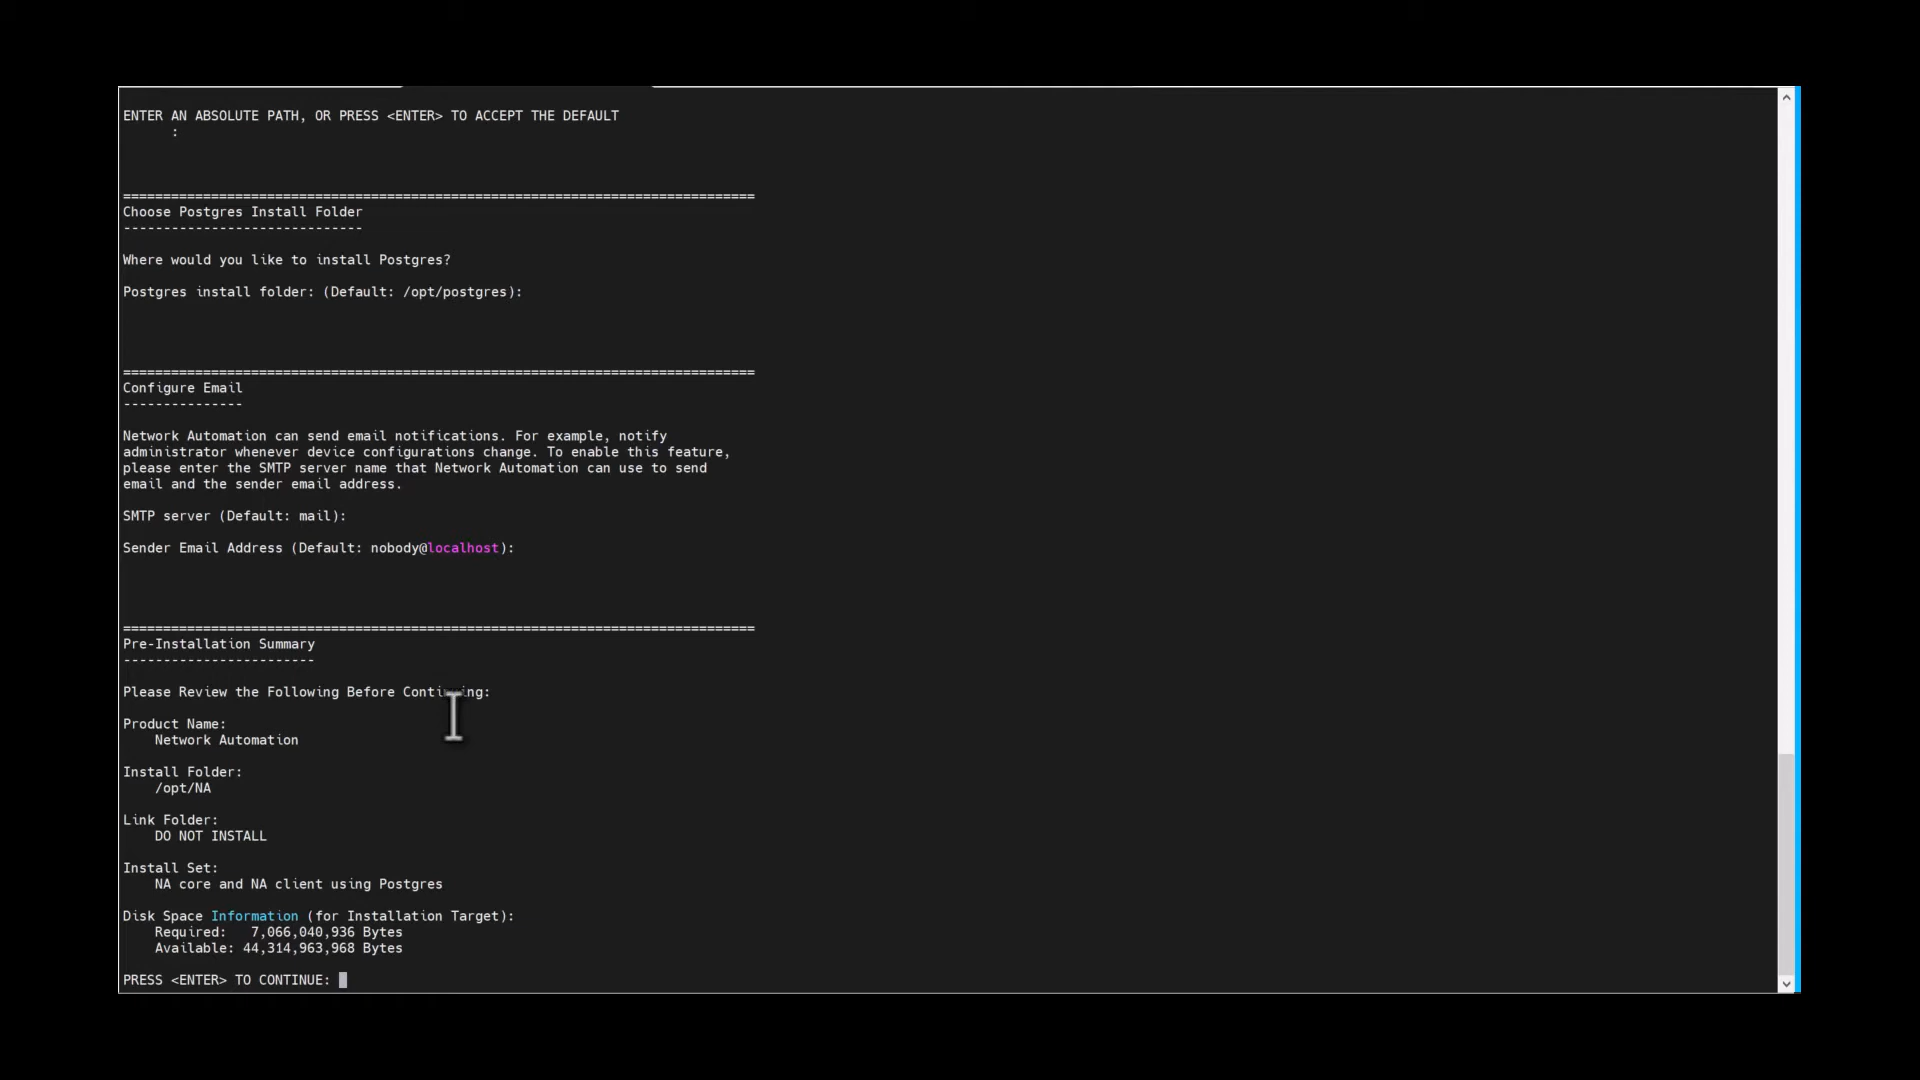 ENTER AN ABSOLUTE PATH, OR PRESS <ENTER> TO ACCEPT THE DEFAULT
:
===============================================================================
Choose Postgres Install Folder
------------------------------
Where would you like to install Postgres?
Postgres install folder: (Default: /opt/postgres):
===============================================================================
Configure Email
---------------
Network Automation can send email notifications. For example, notify
administrator whenever device configurations change. To enable this feature,
please enter the SMTP server name that Network Automation can use to send
email and the sender email address.
SMTP server (Default: mail):
Sender Email Address (Default: nobody@localhost):
===============================================================================
Pre-Installation Summary
------------------------
Please Review the Following Before Continuing:
Product Name:
Network Automation
Install Folder:
/opt/NA
Link Folder:
DO NOT INSTALL
Install Set:
NA core and NA client using Postgres
Disk Space Information (for Installation Target):
Required: 7,066,040,936 Bytes
Available: 44,314,963,968 Bytes
PRESS <ENTER> TO CONTINUE: